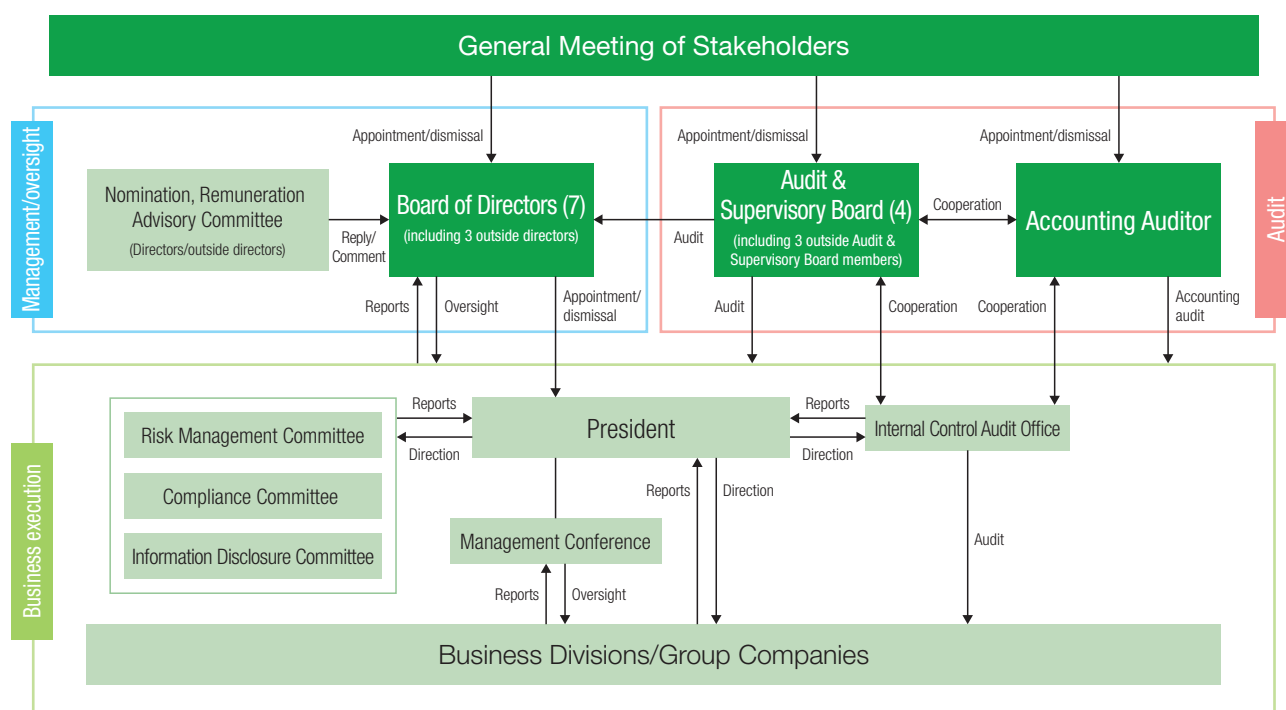 General Meeting of Stakeholders
Management/oversight
Audit
Appointment/dismissal
Appointment/dismissal
Appointment/dismissal
Nomination, Remuneration
Advisory Committee
(Directors/outside directors)
Reply/
Comment
Board of Directors (7)
(including 3 outside directors)
Audit
Audit &
Supervisory Board (4)
(including 3 outside Audit &
Supervisory Board members)
Cooperation
Accounting Auditor
Reports
Oversight
Appointment/
dismissal
Audit
Cooperation
Cooperation
Accounting
audit
Business execution
Risk Management Committee
Compliance Committee
Information Disclosure Committee
Reports
Direction
President
Reports
Direction
Internal Control Audit Office
Reports
Direction
Management Conference
Audit
Reports
Oversight
Business Divisions/Group Companies